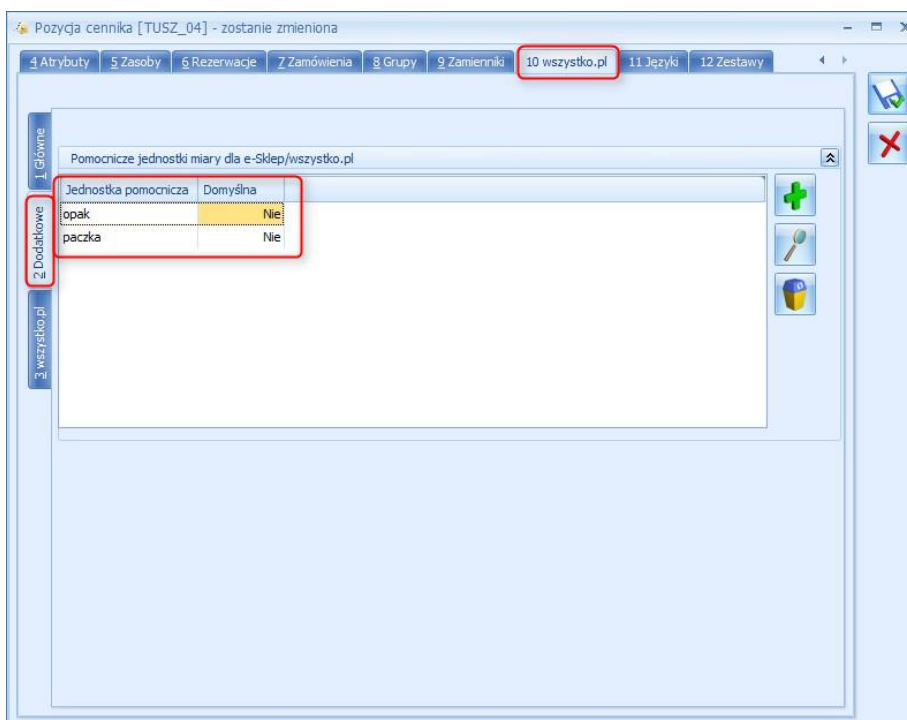 Pozycja cennika [TUSZ_04] - zostanie zmieniona
4 Atrybuty 5 Zasoby 6 Rezerwacje 7 Zamówienia 8 Grupy 9 Zamienniki 10 wszystko.pl 11 Języki 12 Zestawy
1 Główne
2 Dodatkowe
3 wszystko.pl
Pomocnicze jednostki miary dla e-Sklep/wszystko.pl
Jednostka pomocnicza Domyślna
opak Nie
paczka Nie